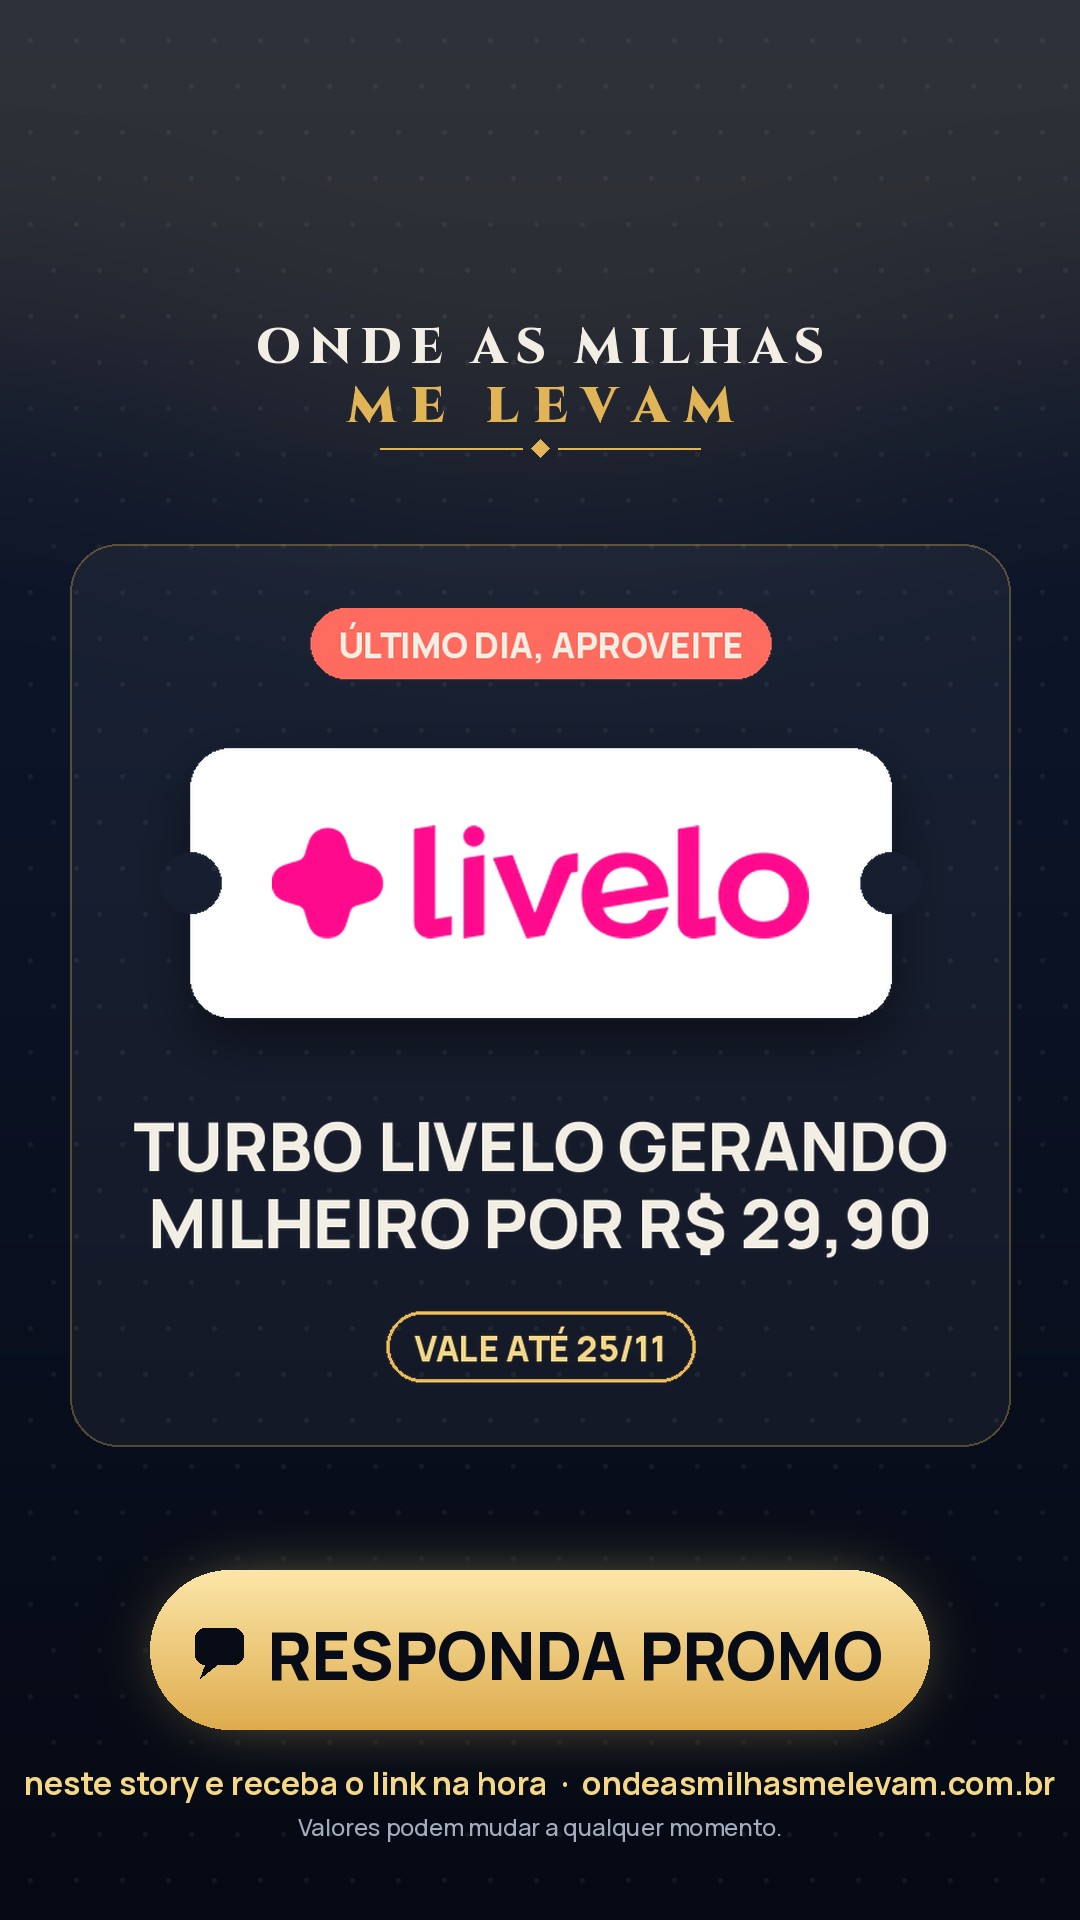 ONDE AS MILHAS
ME LEVAM
ÚLTIMO DIA, APROVEITE
livelo
TURBO LIVELO GERANDO
MILHEIRO POR R$ 29,90
VALE ATÉ 25/11
RESPONDA PROMO
neste story e receba o link na hora · ondeasmilhasmelevam.com.br
Valores podem mudar a qualquer momento.